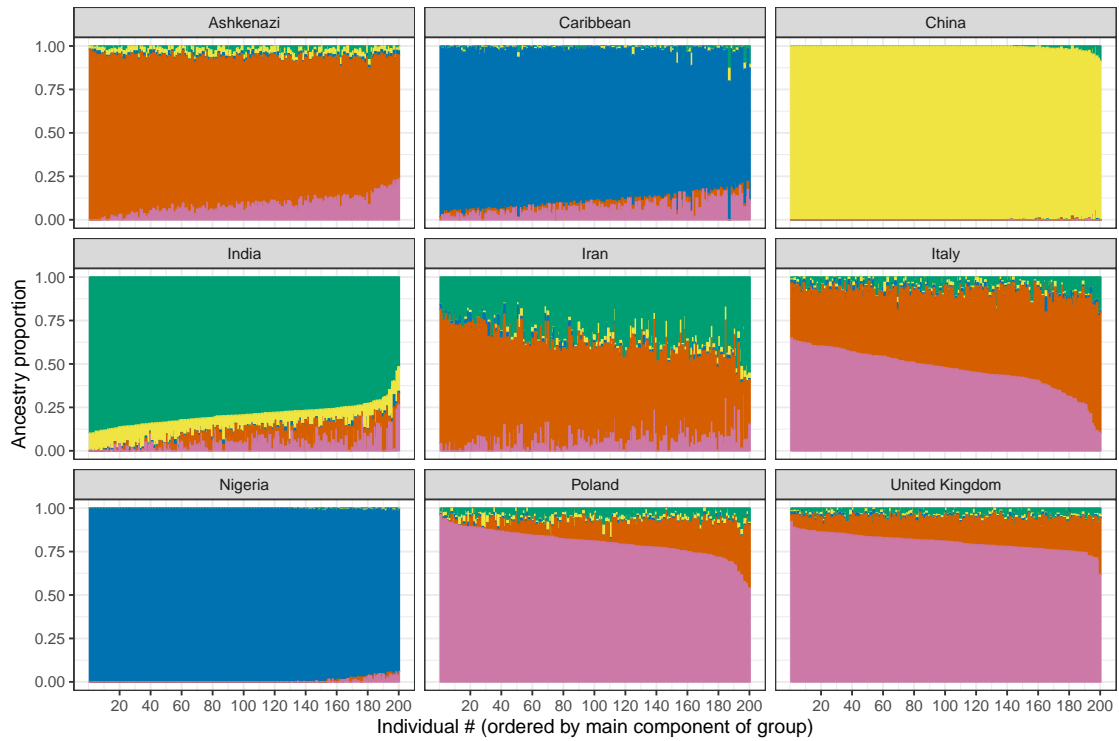 Ashkenazi Caribbean China
1.00
0.75
0.50
0.25
0.00
India Iran Italy
1.00
0.75
0.50
0.25
0.00
Nigeria Poland United Kingdom
1.00
0.75
0.50
0.25
0.00
Ancestry proportion
20 40 60 80 100 120 140 160 180 200 20 40 60 80 100 120 140 160 180 200 20 40 60 80 100 120 140 160 180 200
Individual # (ordered by main component of group)